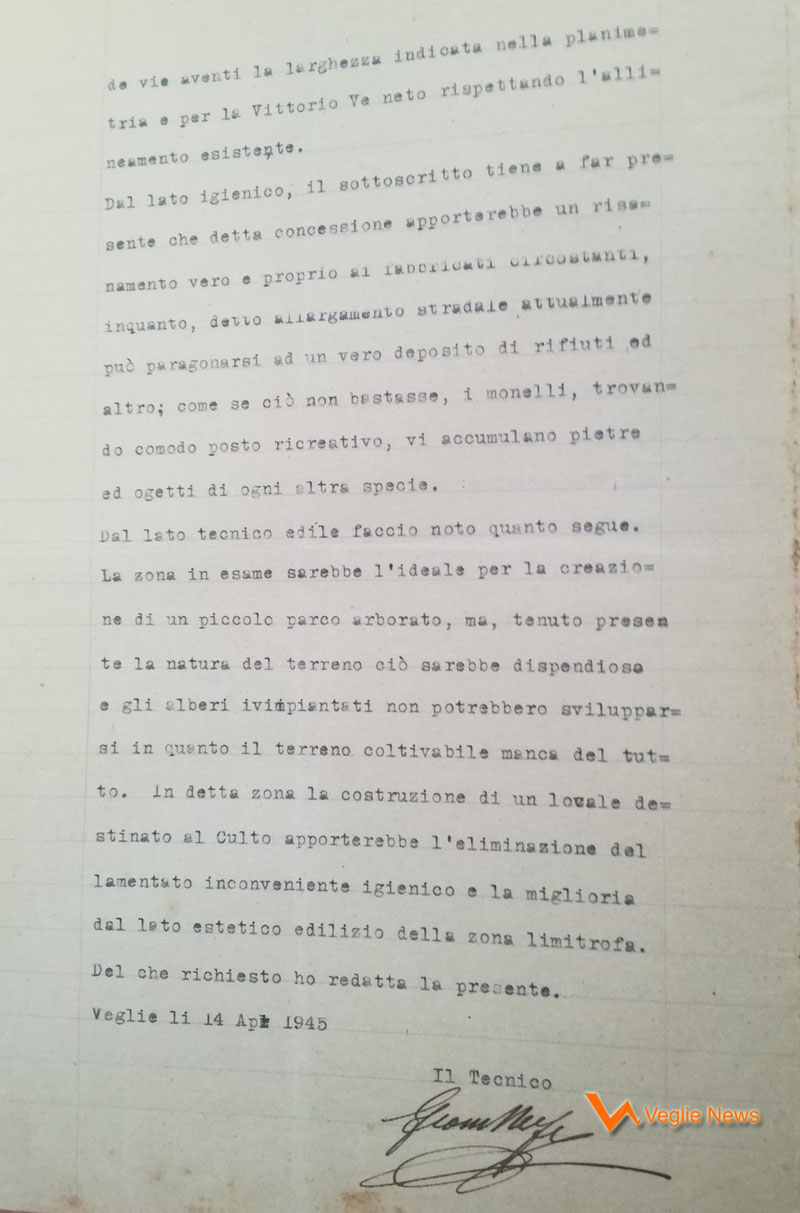 de vie aventi la larghezza indicata nella planime=
tria e per la Vittorio Ve neto rispettando l'alli=
neamento esistente.
Dal lato igienico, il sottoscritto tiene a far pre=
sente che detta concessione apporterebbe un risa=
namento vero e proprio ai fabbricati circostanti,
inquanto, detto allargamento stradale attualmente
può paragonarsi ad un vero deposito di rifiuti ed
altro; come se ciò non bastasse, i monelli, trovan=
do comodo posto ricreativo, vi accumulano pietre
ed ogetti di ogni altra specie.
Dal lato tecnico edile faccio noto quanto segue.
La zona in esame sarebbe l'ideale per la creazio=
ne di un piccolo parco arborato, ma, tenuto presen
te la natura del terreno ciò sarebbe dispendiosa
e gli alberi ivimpiantati non potrebbero sviluppar=
si in quanto il terreno coltivabile manca del tut=
to. In detta zona la costruzione di un locale de=
stinato al Culto apporterebbe l'eliminazione del
lamentato inconveniente igienico e la miglioria
dal lato estetico edilizio della zona limitrofa.
Del che richiesto ho redatta la presente.
Veglie li 14 Apl 1945
Il Tecnico
Veglie News